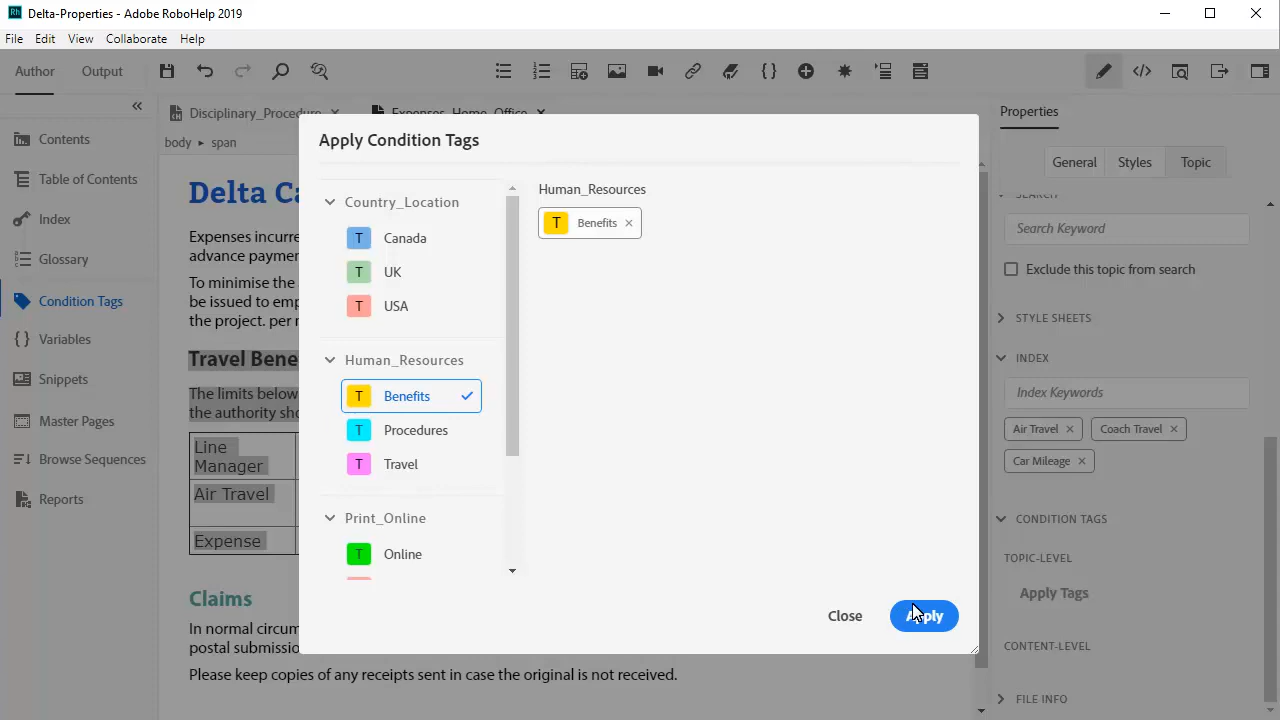 Rh Delta-Properties - Adobe RoboHelp 2019
File Edit View Collaborate Help
Author Output
Disciplinary_Procedure Expenses_Home_Office
body ▸ span
Contents
Table of Contents
Index
Glossary
Condition Tags
Variables
Snippets
Master Pages
Browse Sequences
Reports
Delta Ca
Expenses incurre
advance paymen
To minimise the
be issued to emp
the project. per r
Travel Bene
The limits below
the authority sho
Line
Manager
Air Travel
Expense
Claims
In normal circum
postal submissio
Please keep copies of any receipts sent in case the original is not received.
Apply Condition Tags
Country_Location
T Canada
T UK
T USA
Human_Resources
T Benefits
T Procedures
T Travel
Print_Online
T Online
Human_Resources
T Benefits ×
Close Apply
Properties
General Styles Topic
SEARCH
Search Keyword
Exclude this topic from search
STYLE SHEETS
INDEX
Index Keywords
Air Travel × Coach Travel ×
Car Mileage ×
CONDITION TAGS
TOPIC-LEVEL
Apply Tags
CONTENT-LEVEL
FILE INFO